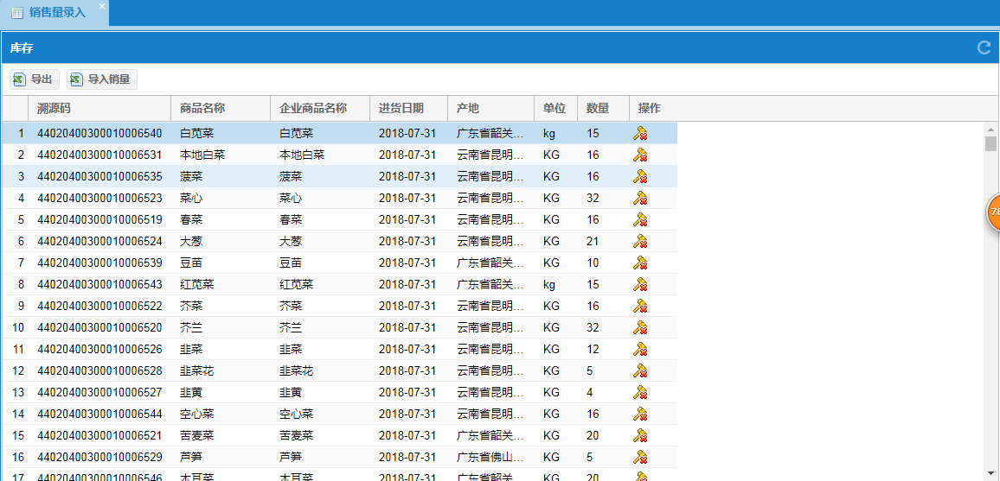 销售量录入
库存
导出 导入销量
溯源码 商品名称 企业商品名称 进货日期 产地 单位 数量 操作
1 44020400300010006540 白苋菜 白苋菜 2018-07-31 广东省韶关... kg 15
2 44020400300010006531 本地白菜 本地白菜 2018-07-31 云南省昆明... KG 16
3 44020400300010006535 菠菜 菠菜 2018-07-31 云南省昆明... KG 16
4 44020400300010006523 菜心 菜心 2018-07-31 云南省昆明... KG 32
5 44020400300010006519 春菜 春菜 2018-07-31 云南省昆明... KG 16
6 44020400300010006524 大葱 大葱 2018-07-31 云南省昆明... KG 21
7 44020400300010006539 豆苗 豆苗 2018-07-31 广东省韶关... KG 10
8 44020400300010006543 红苋菜 红苋菜 2018-07-31 广东省韶关... kg 15
9 44020400300010006522 芥菜 芥菜 2018-07-31 云南省昆明... KG 16
10 44020400300010006520 芥兰 芥兰 2018-07-31 云南省昆明... KG 32
11 44020400300010006526 韭菜 韭菜 2018-07-31 云南省昆明... KG 12
12 44020400300010006528 韭菜花 韭菜花 2018-07-31 云南省昆明... KG 5
13 44020400300010006527 韭黄 韭黄 2018-07-31 云南省昆明... KG 4
14 44020400300010006544 空心菜 空心菜 2018-07-31 云南省昆明... KG 16
15 44020400300010006521 苦麦菜 苦麦菜 2018-07-31 广东省韶关... KG 20
16 44020400300010006529 芦笋 芦笋 2018-07-31 广东省佛山... KG 5
17 44020400300010006546 木耳菜 木耳菜 2018-07-31 云南省昆明... KG 20
78